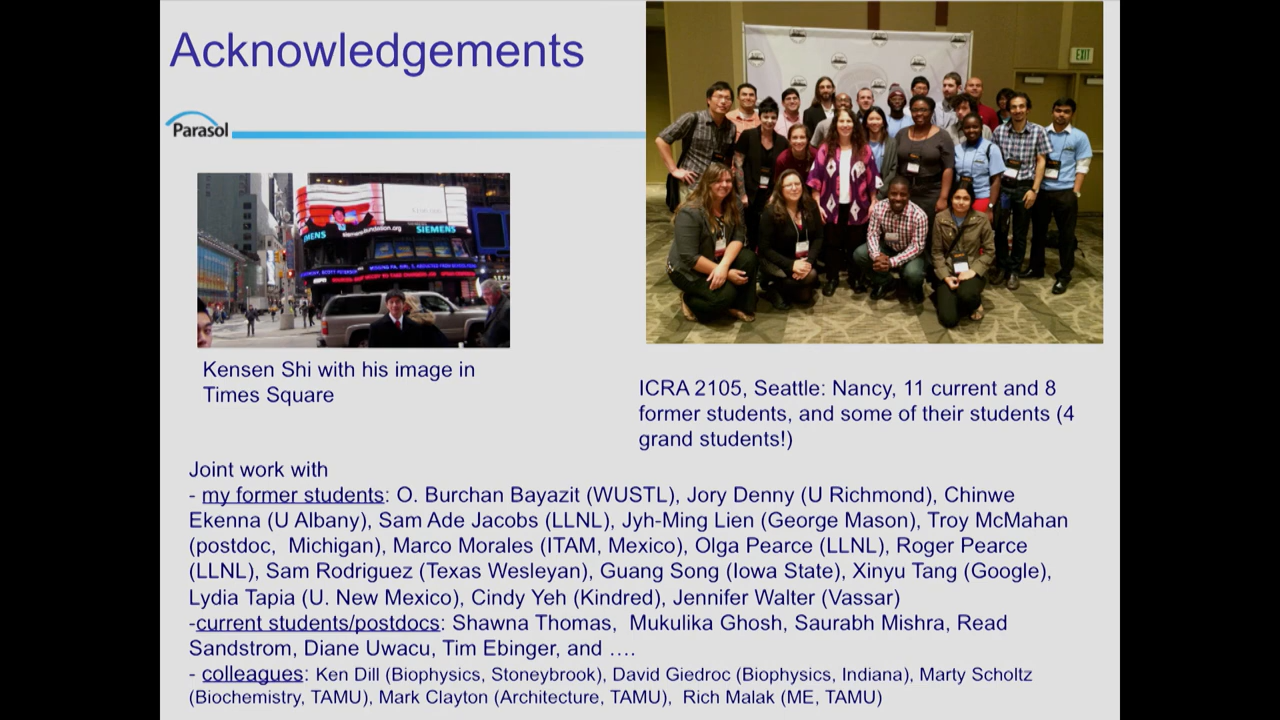 Acknowledgements
Parasol
EXIT
SIEMENS
Kensen Shi with his image in
Times Square
ICRA 2105, Seattle: Nancy, 11 current and 8
former students, and some of their students (4
grand students!)
Joint work with
- my former students: O. Burchan Bayazit (WUSTL), Jory Denny (U Richmond), Chinwe
Ekenna (U Albany), Sam Ade Jacobs (LLNL), Jyh-Ming Lien (George Mason), Troy McMahan
(postdoc, Michigan), Marco Morales (ITAM, Mexico), Olga Pearce (LLNL), Roger Pearce
(LLNL), Sam Rodriguez (Texas Wesleyan), Guang Song (Iowa State), Xinyu Tang (Google),
Lydia Tapia (U. New Mexico), Cindy Yeh (Kindred), Jennifer Walter (Vassar)
-current students/postdocs: Shawna Thomas, Mukulika Ghosh, Saurabh Mishra, Read
Sandstrom, Diane Uwacu, Tim Ebinger, and ….
- colleagues: Ken Dill (Biophysics, Stoneybrook), David Giedroc (Biophysics, Indiana), Marty Scholtz
(Biochemistry, TAMU), Mark Clayton (Architecture, TAMU), Rich Malak (ME, TAMU)